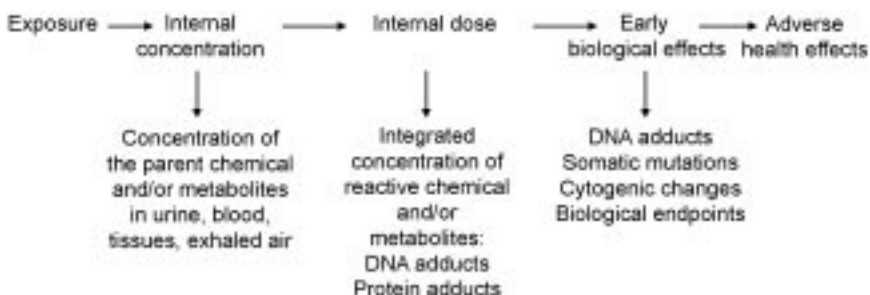 Exposure
Internal
concentration
Internal dose
Early
biological effects
Adverse
health effects
Concentration of
the parent chemical
and/or metabolites
in urine, blood,
tissues, exhaled air
Integrated
concentration of
reactive chemical
and/or
metabolites:
DNA adducts
Protein adducts
DNA adducts
Somatic mutations
Cytogenic changes
Biological endpoints